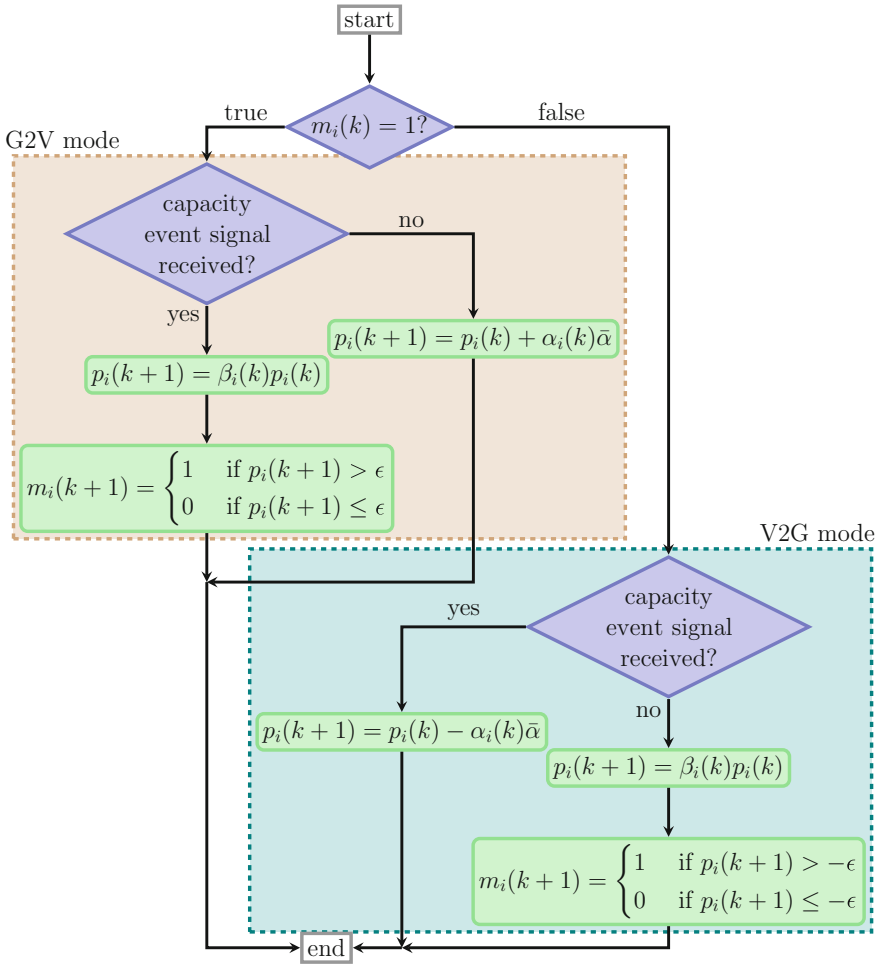 start
true
false
m_i(k) = 1?
G2V mode
capacity
event signal
received?
no
yes
p_i(k + 1) = p_i(k) + α_i(k)ᾱ
p_i(k + 1) = β_i(k)p_i(k)
m_i(k + 1) = { 1 if p_i(k + 1) > ϵ
0 if p_i(k + 1) ≤ ϵ
V2G mode
capacity
event signal
received?
yes
no
p_i(k + 1) = p_i(k) − α_i(k)ᾱ
p_i(k + 1) = β_i(k)p_i(k)
m_i(k + 1) = { 1 if p_i(k + 1) > −ϵ
0 if p_i(k + 1) ≤ −ϵ
end